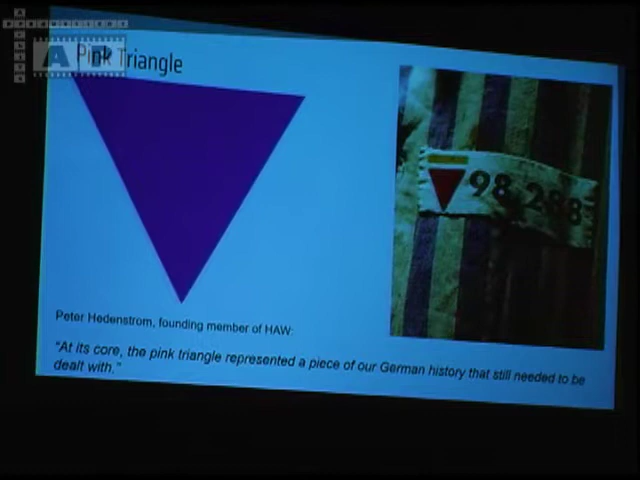 Pink Triangle
98 288
Peter Hedenstrom, founding member of HAW:
"At its core, the pink triangle represented a piece of our German history that still needed to be
dealt with."